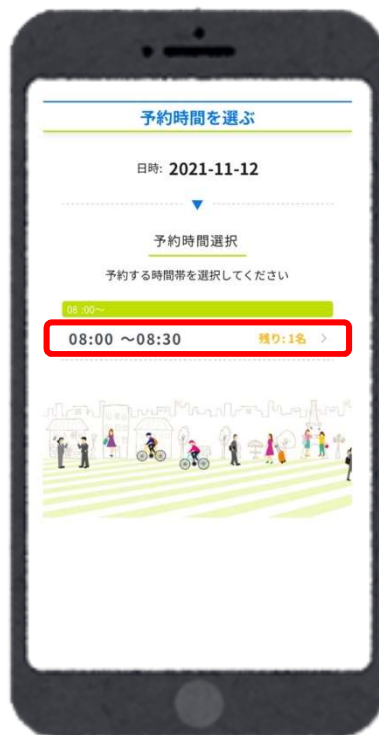 予約時間を選ぶ
日時: 2021-11-12
予約時間選択
予約する時間帯を選択してください
08 :00〜
08:00 〜08:30 残り: 1名 >